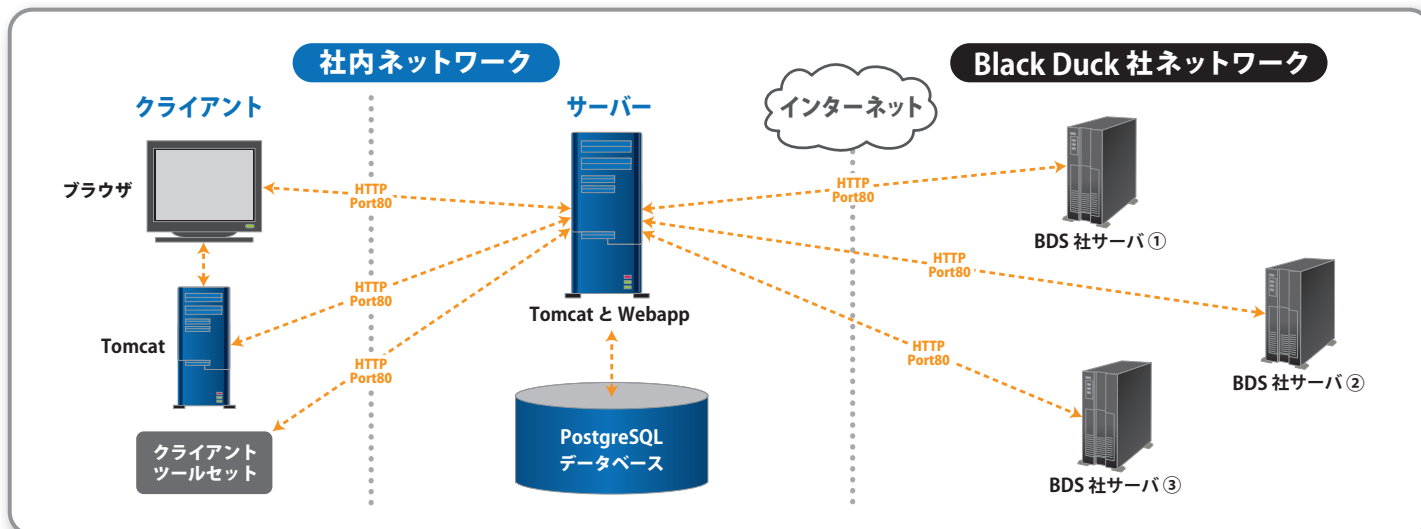 社内ネットワーク
Black Duck 社ネットワーク
クライアント
サーバー
インターネット
ブラウザ
HTTP
Port80
HTTP
Port80
BDS 社サーバ ①
HTTP
Port80
HTTP
Port80
Tomcat と Webapp
Tomcat
HTTP
Port80
HTTP
Port80
BDS 社サーバ ②
クライアント
ツールセット
PostgreSQL
データベース
BDS 社サーバ ③